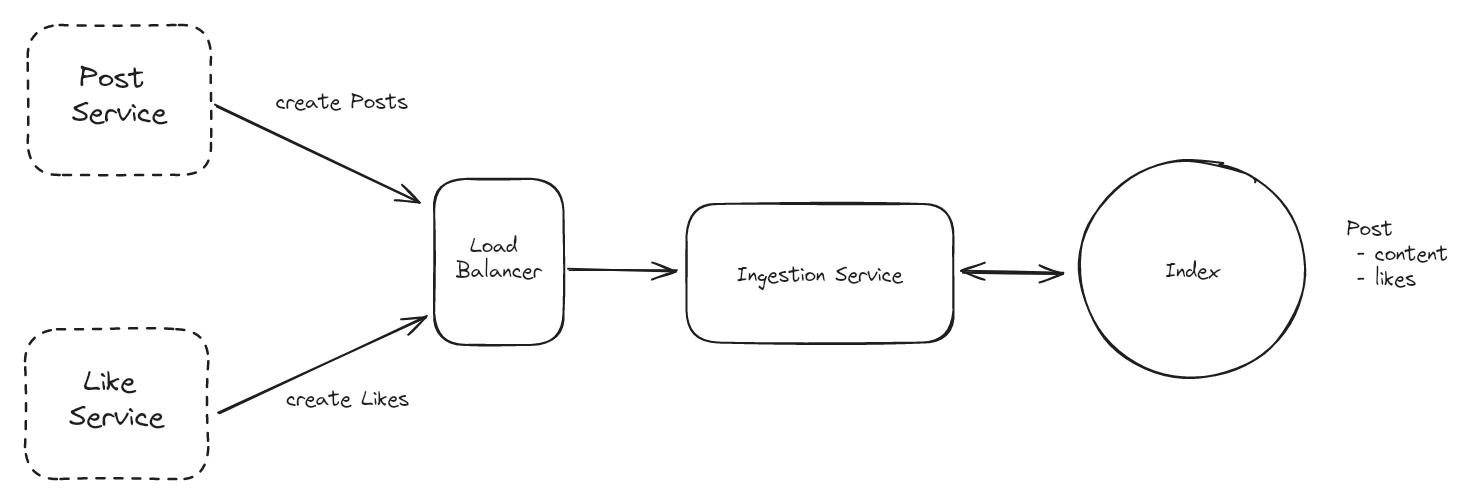 Post
Service
create Posts
Load
Balancer
Ingestion Service
Index
Post
- content
- likes
Like
Service
create Likes